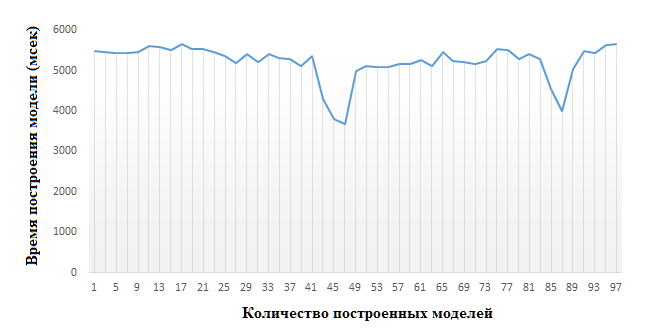 Время построения модели (мсек)
6000
5000
4000
3000
2000
1000
0
1 5 9 13 17 21 25 29 33 37 41 45 49 53 57 61 65 69 73 77 81 85 89 93 97
Количество построенных моделей